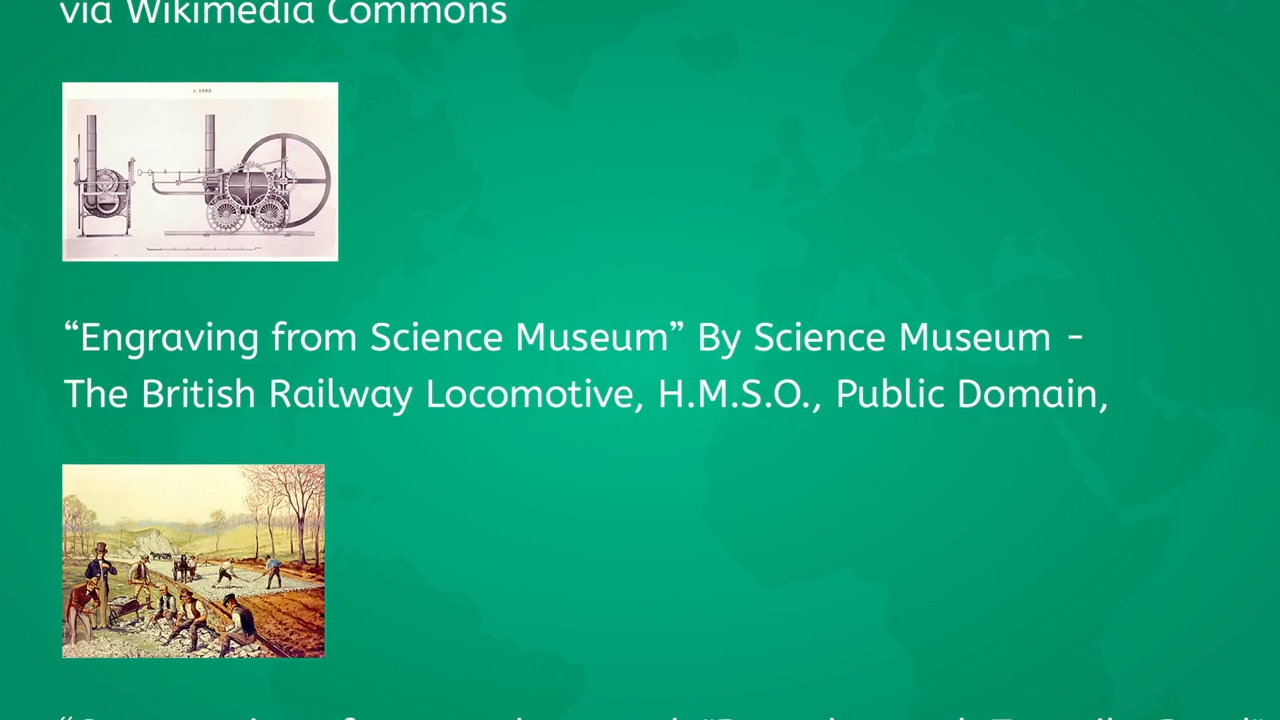 via Wikimedia Commons
“Engraving from Science Museum” By Science Museum -
The British Railway Locomotive, H.M.S.O., Public Domain,